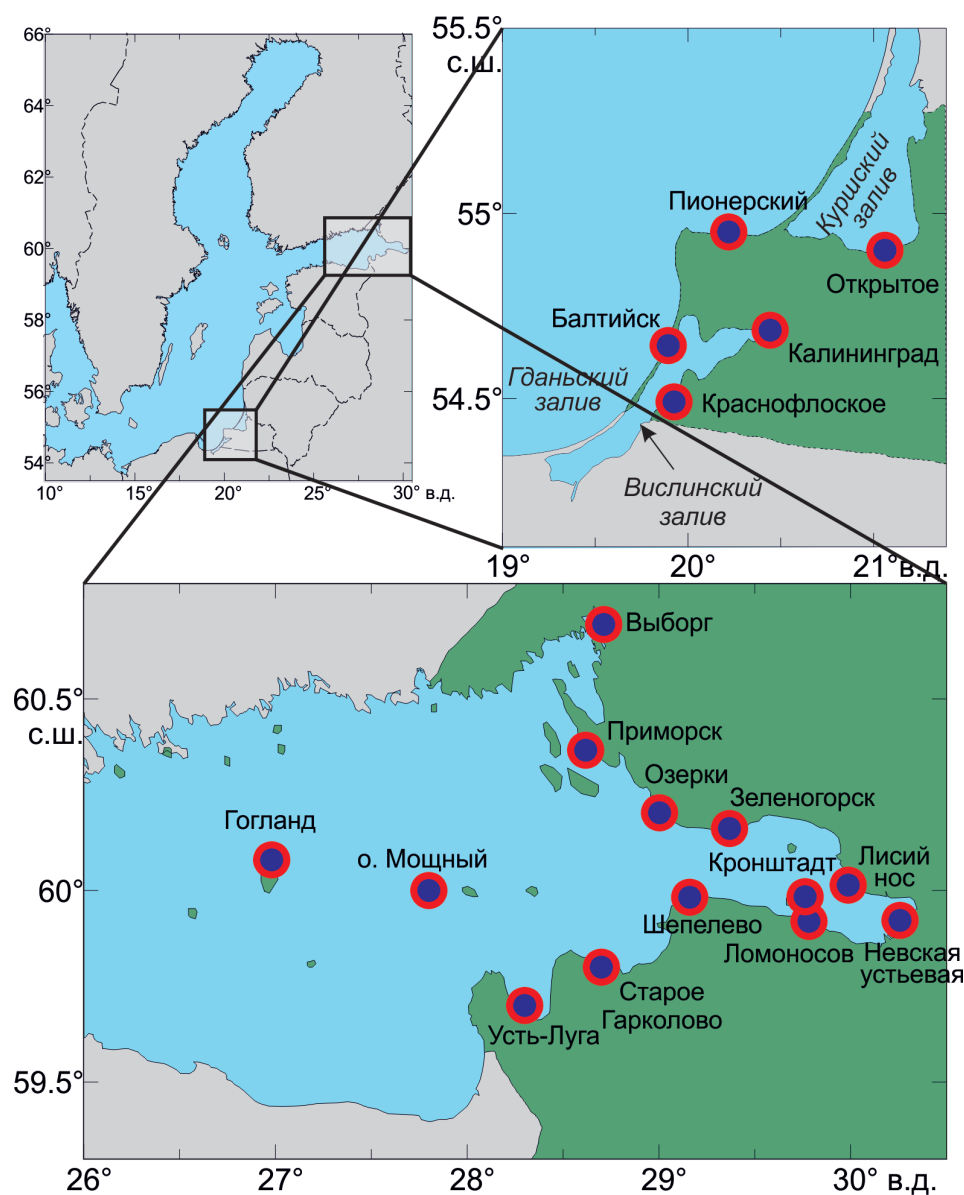 66°
64°
62°
60°
58°
56°
54°
10°
15°
20°
25°
30°
в.д.
55.5°
с.ш.
55°
54.5°
19°
20°
21°
в.д.
Пионерский
Куршский
залив
Открытое
Балтийск
Калининград
Гданьский
залив
Краснофлоское
Вислинский
залив
60.5°
с.ш.
60°
59.5°
26°
27°
28°
29°
30°
в.д.
Выборг
Приморск
Озерки
Зеленогорск
Гогланд
о. Мощный
Кронштадт
Лисий
нос
Шепелево
Ломоносов
Невская
устьевая
Старое
Гарколово
Усть-Луга